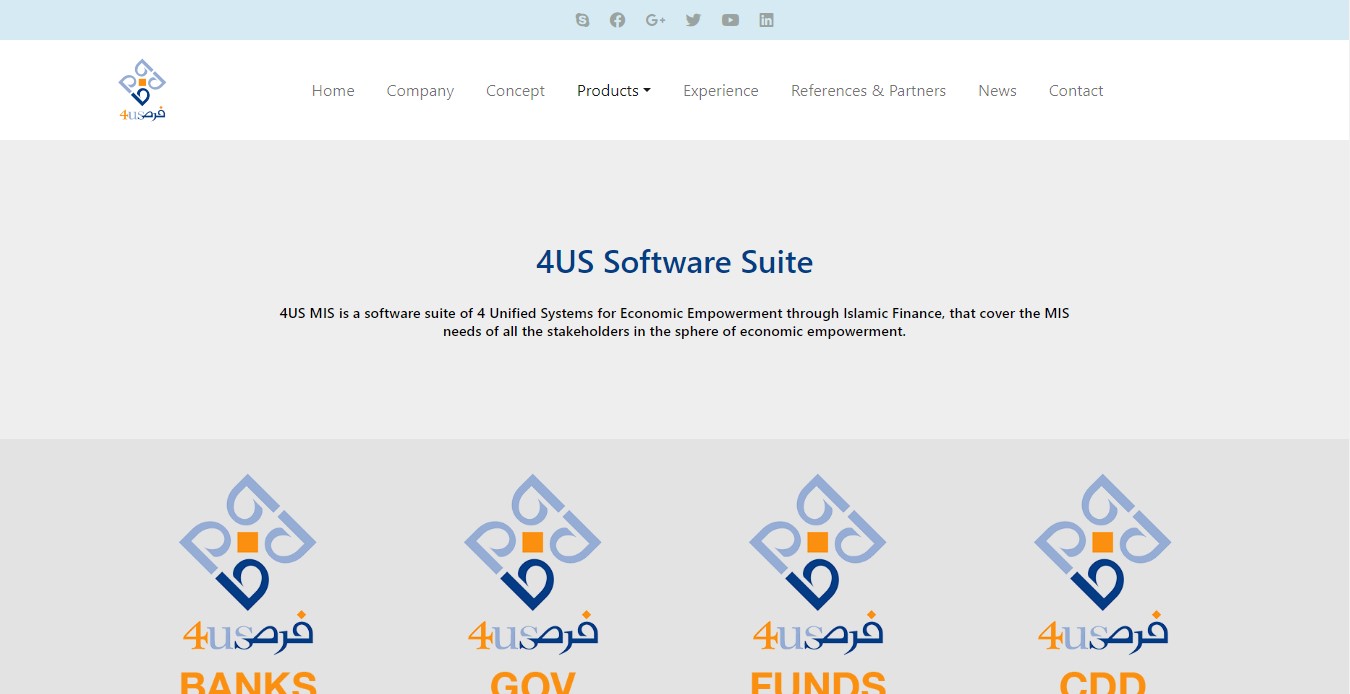 4us فرص
Home Company Concept Products Experience References & Partners News Contact
4US Software Suite
4US MIS is a software suite of 4 Unified Systems for Economic Empowerment through Islamic Finance, that cover the MIS
needs of all the stakeholders in the sphere of economic empowerment.
4us فرص 4us فرص 4us فرص 4us فرص
BANKS GOV FUNDS CDD